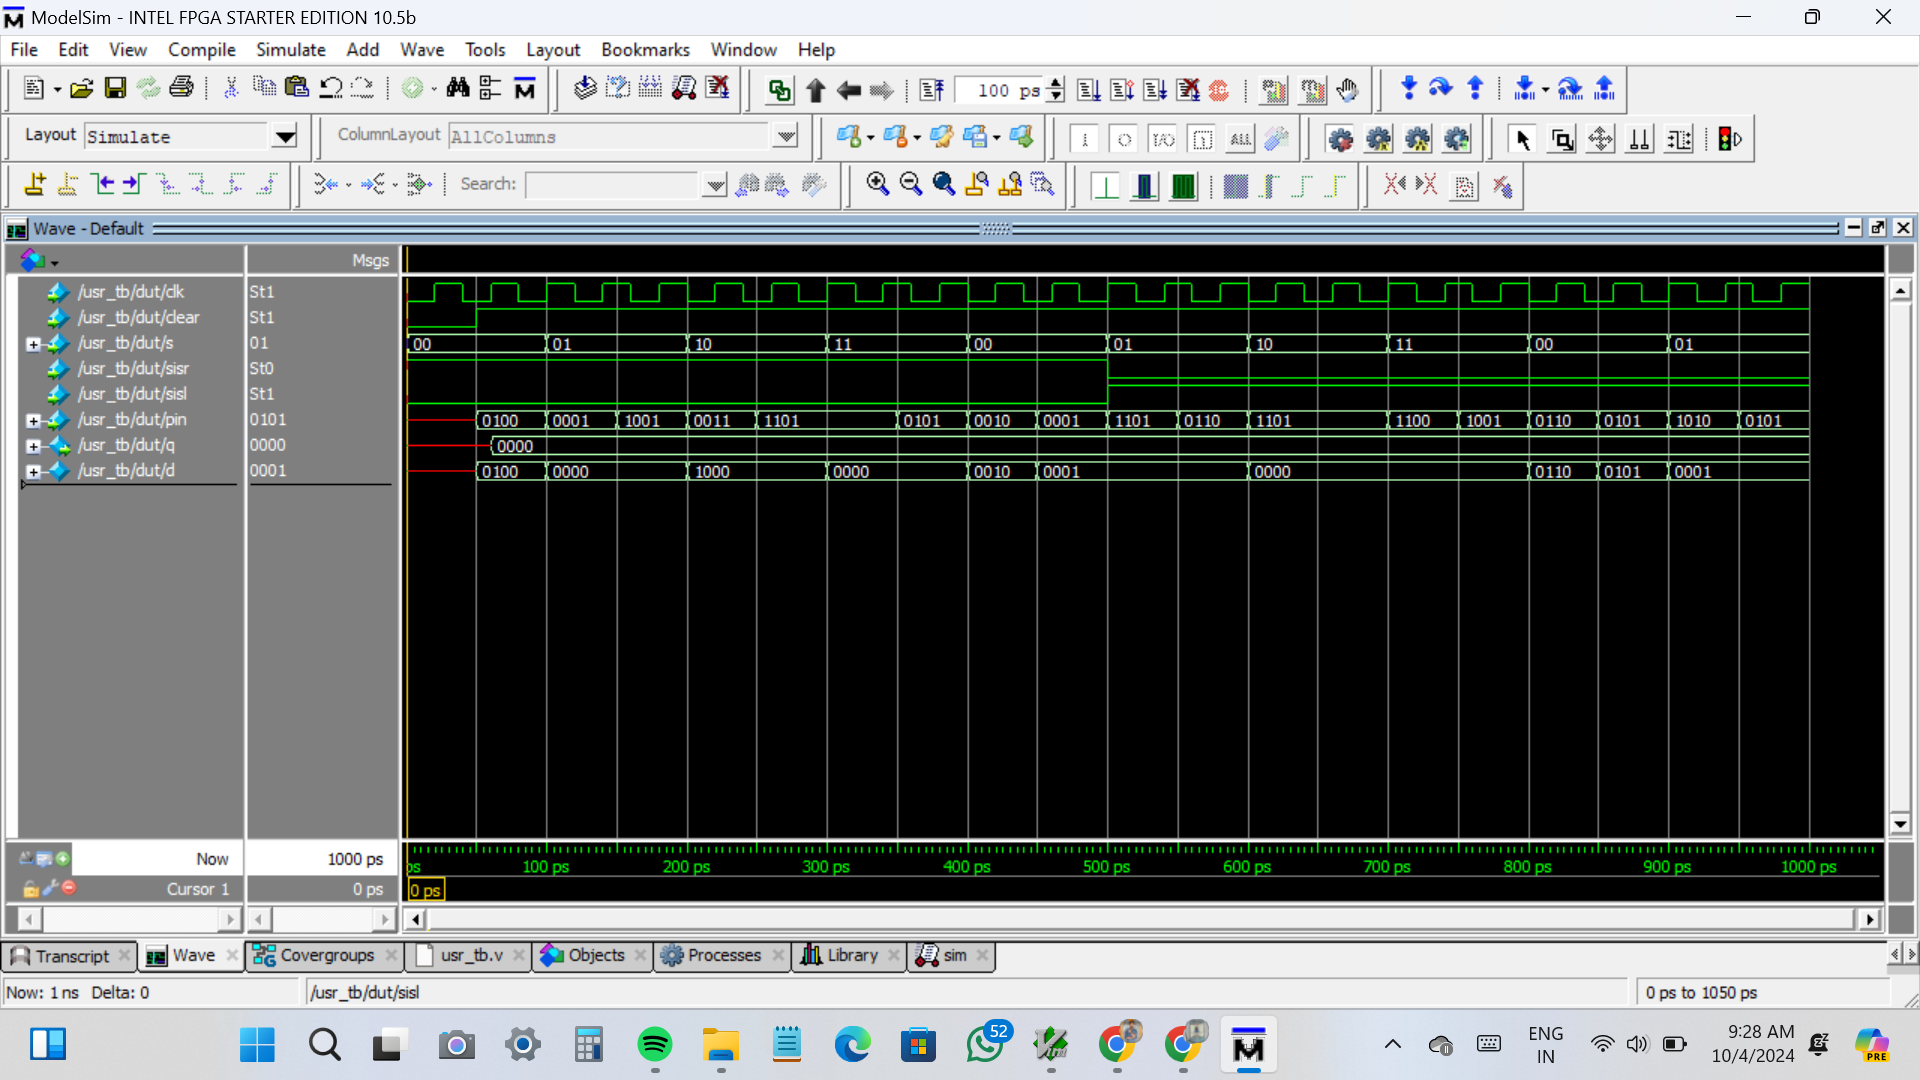 ModelSim - INTEL FPGA STARTER EDITION 10.5b
File Edit View Compile Simulate Add Wave Tools Layout Bookmarks Window Help
100 ps
Layout Simulate ColumnLayout AllColumns
ALL
Search:
Wave - Default
Msgs
/usr_tb/dut/clk St1
/usr_tb/dut/clear St1
/usr_tb/dut/s 01 00 01 10 11 00 01 10 11 00 01
/usr_tb/dut/sisr St0
/usr_tb/dut/sisl St1
/usr_tb/dut/pin 0101 0100 0001 1001 0011 1101 0101 0010 0001 1101 0110 1101 1100 1001 0110 0101 1010 0101
/usr_tb/dut/q 0000 0000
/usr_tb/dut/d 0001 0100 0000 1000 0000 0010 0001 0000 0110 0101 0001
Now 1000 ps ps 100 ps 200 ps 300 ps 400 ps 500 ps 600 ps 700 ps 800 ps 900 ps 1000 ps
Cursor 1 0 ps 0 ps
Transcript Wave Covergroups usr_tb.v Objects Processes Library sim
Now: 1 ns Delta: 0 /usr_tb/dut/sisl 0 ps to 1050 ps
52
ENG
IN
9:28 AM
10/4/2024
PRE